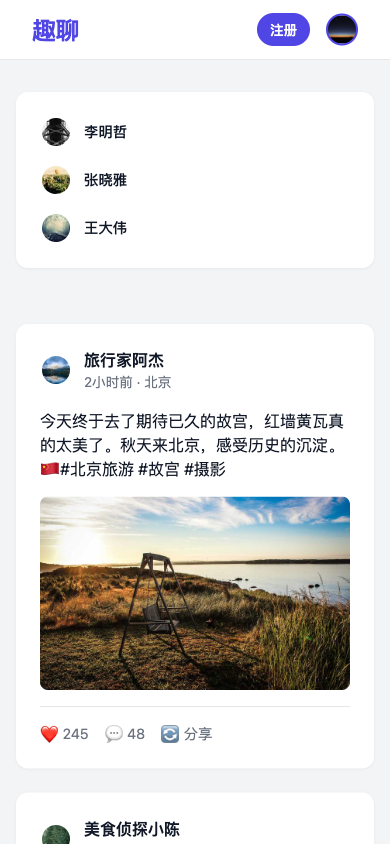 趣聊
注册
李明哲
张晓雅
王大伟
旅行家阿杰
2小时前 · 北京
今天终于去了期待已久的故宫，红墙黄瓦真
的太美了。秋天来北京，感受历史的沉淀。
🇨🇳#北京旅游 #故宫 #摄影
❤️ 245 💬 48 🔄 分享
美食侦探小陈